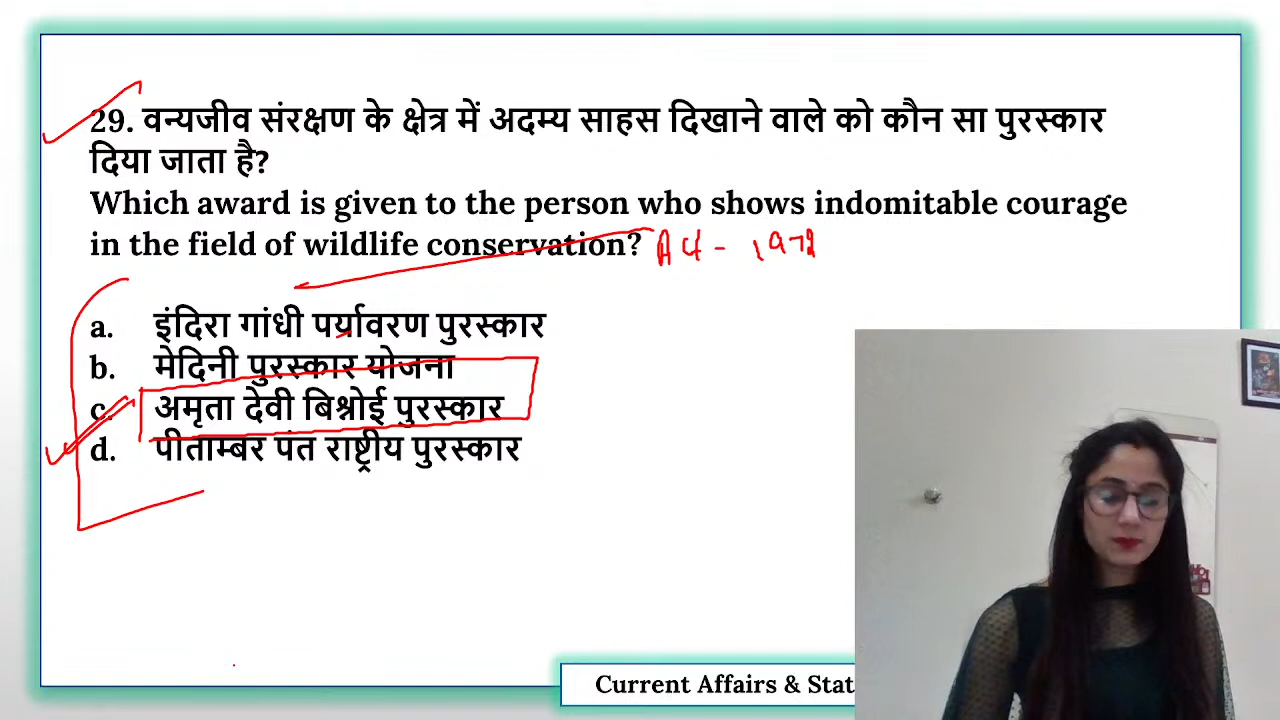 29. वन्यजीव संरक्षण के क्षेत्र में अदम्य साहस दिखाने वाले को कौन सा पुरस्कार
दिया जाता है?
Which award is given to the person who shows indomitable courage
in the field of wildlife conservation?
a. इंदिरा गांधी पर्यावरण पुरस्कार
b. मेदिनी पुरस्कार योजना
c. अमृता देवी बिश्नोई पुरस्कार
d. पीताम्बर पंत राष्ट्रीय पुरस्कार
Current Affairs &